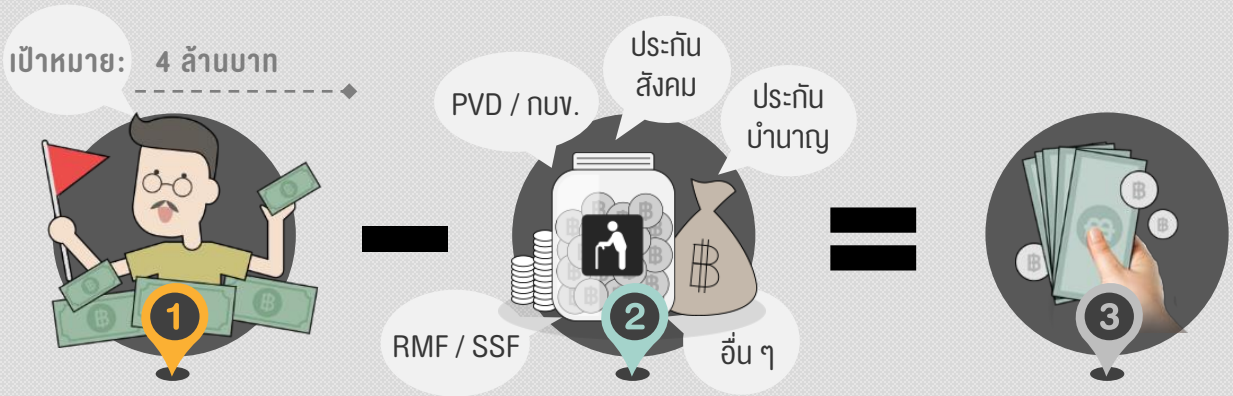 เป้าหมาย: 4 ล้านบาท
PVD / กบข.
ประกัน
สังคม
ประกัน
บำนาญ
RMF / SSF
อื่น ๆ
1
2
3